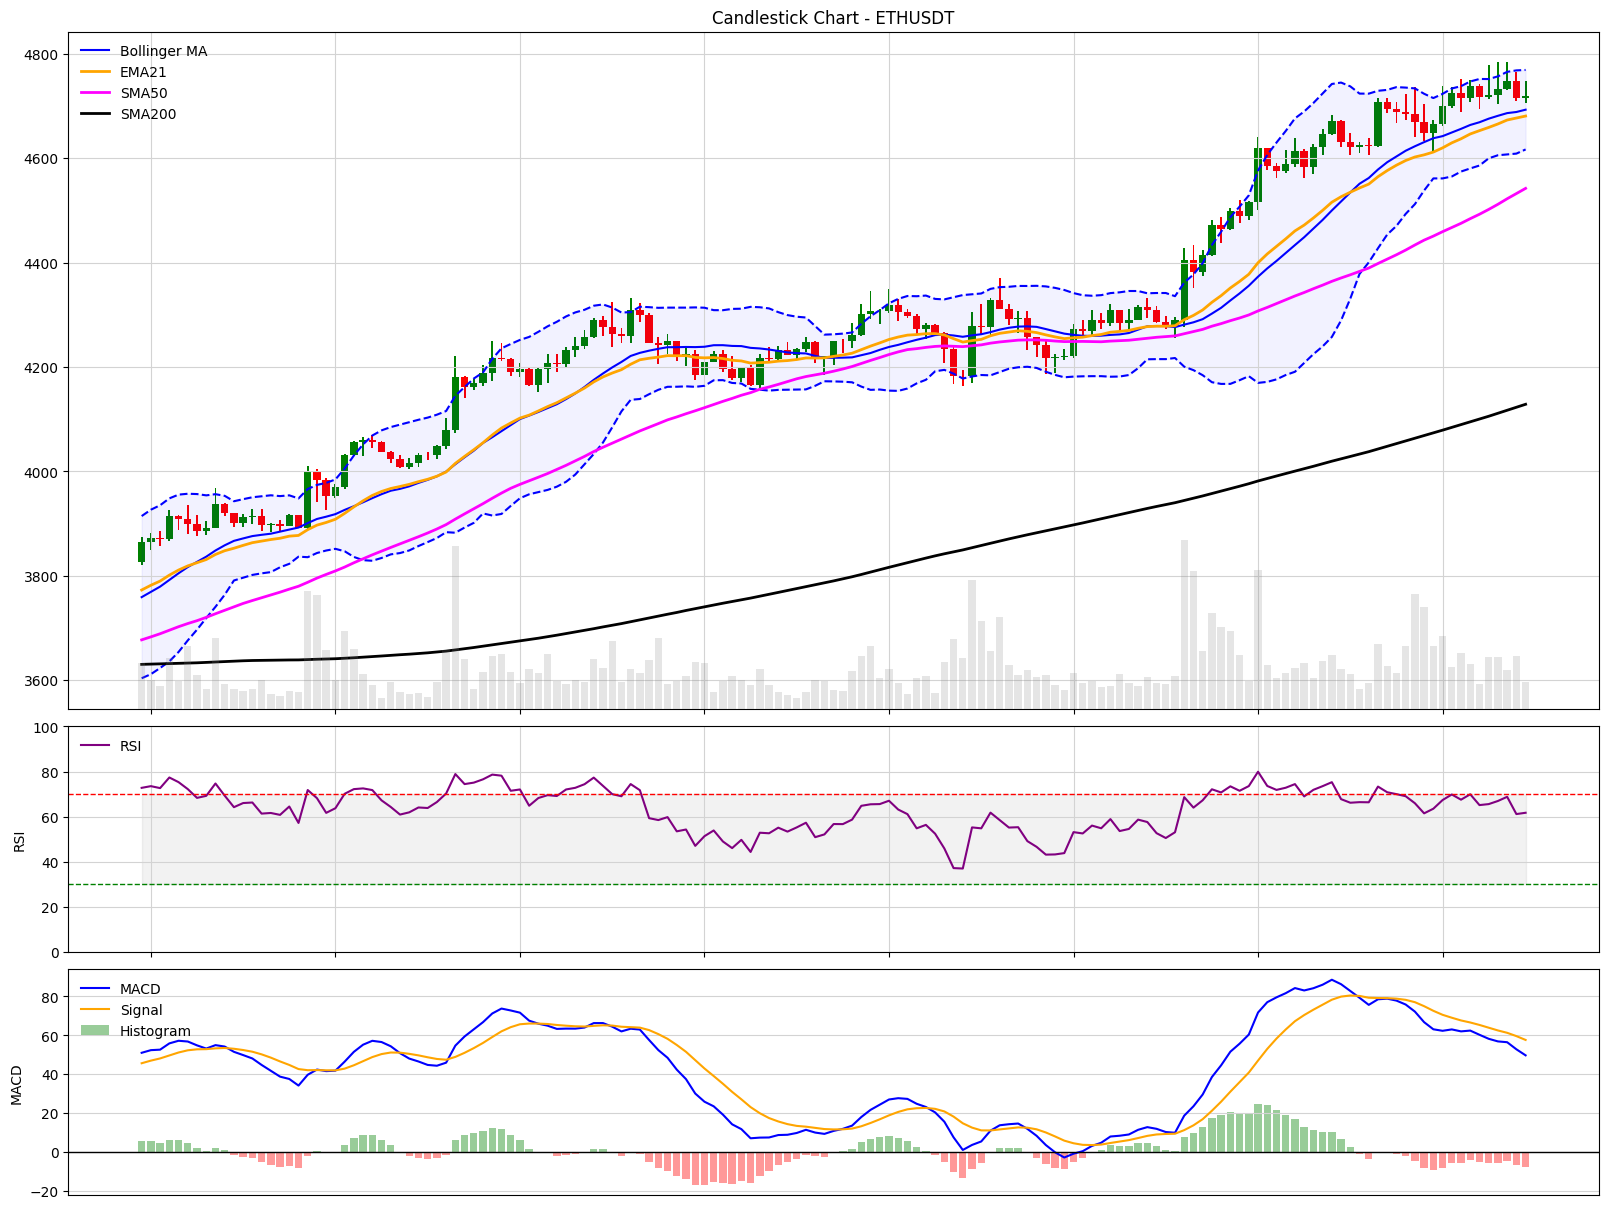 Candlestick Chart - ETHUSDT
Bollinger MA
EMA21
SMA50
SMA200
4800
4600
4400
4200
4000
3800
3600
RSI
100
80
60
40
20
0
RSI
MACD
Signal
Histogram
80
60
40
20
0
−20
MACD